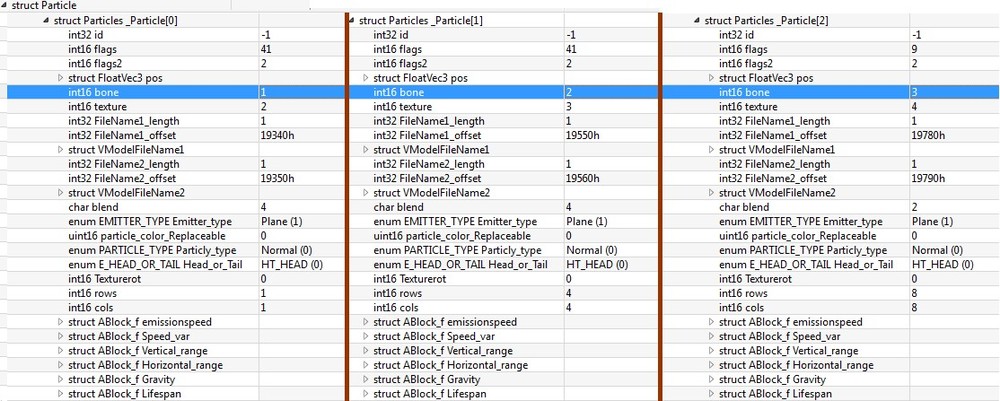 struct Particle
struct Particles _Particle[0]
int32 id -1
int16 flags 41
int16 flags2 2
struct FloatVec3 pos
int16 bone 1
int16 texture 2
int32 FileName1_length 1
int32 FileName1_offset 19340h
struct VModelFileName1
int32 FileName2_length 1
int32 FileName2_offset 19350h
struct VModelFileName2
char blend 4
enum EMITTER_TYPE Emitter_type Plane (1)
uint16 particle_color_Replaceable 0
enum PARTICLE_TYPE Particly_type Normal (0)
enum E_HEAD_OR_TAIL Head_or_Tail HT_HEAD (0)
int16 Texturerot 0
int16 rows 1
int16 cols 1
struct ABlock_f emissionspeed
struct ABlock_f Speed_var
struct ABlock_f Vertical_range
struct ABlock_f Horizontal_range
struct ABlock_f Gravity
struct ABlock_f Lifespan
struct Particles _Particle[1]
int32 id -1
int16 flags 41
int16 flags2 2
struct FloatVec3 pos
int16 bone 2
int16 texture 3
int32 FileName1_length 1
int32 FileName1_offset 19550h
struct VModelFileName1
int32 FileName2_length 1
int32 FileName2_offset 19560h
struct VModelFileName2
char blend 4
enum EMITTER_TYPE Emitter_type Plane (1)
uint16 particle_color_Replaceable 0
enum PARTICLE_TYPE Particly_type Normal (0)
enum E_HEAD_OR_TAIL Head_or_Tail HT_HEAD (0)
int16 Texturerot 0
int16 rows 4
int16 cols 4
struct ABlock_f emissionspeed
struct ABlock_f Speed_var
struct ABlock_f Vertical_range
struct ABlock_f Horizontal_range
struct ABlock_f Gravity
struct ABlock_f Lifespan
struct Particles _Particle[2]
int32 id -1
int16 flags 9
int16 flags2 2
struct FloatVec3 pos
int16 bone 3
int16 texture 4
int32 FileName1_length 1
int32 FileName1_offset 19780h
struct VModelFileName1
int32 FileName2_length 1
int32 FileName2_offset 19790h
struct VModelFileName2
char blend 2
enum EMITTER_TYPE Emitter_type Plane (1)
uint16 particle_color_Replaceable 0
enum PARTICLE_TYPE Particly_type Normal (0)
enum E_HEAD_OR_TAIL Head_or_Tail HT_HEAD (0)
int16 Texturerot 0
int16 rows 8
int16 cols 8
struct ABlock_f emissionspeed
struct ABlock_f Speed_var
struct ABlock_f Vertical_range
struct ABlock_f Horizontal_range
struct ABlock_f Gravity
struct ABlock_f Lifespan